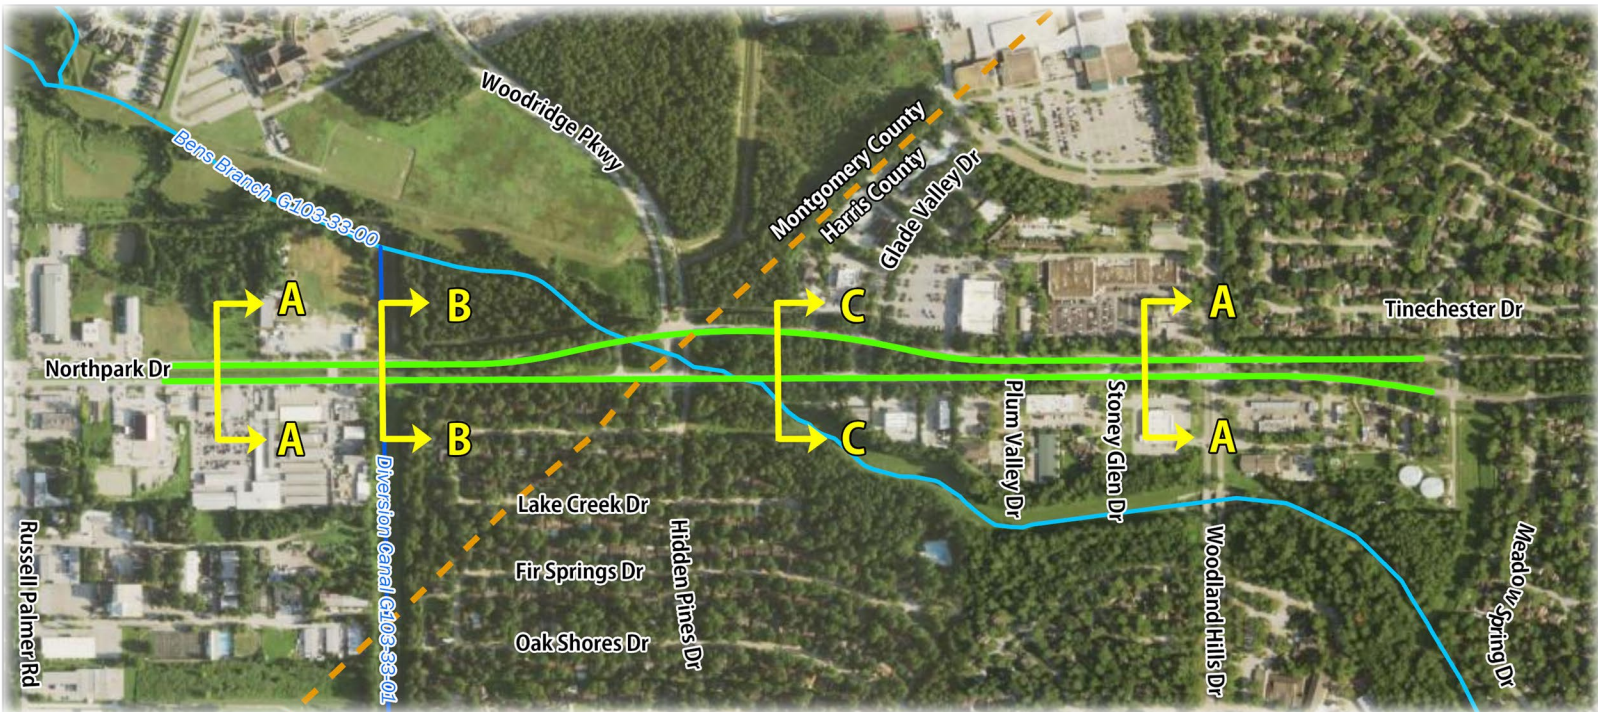 Woodridge Pkwy
Bens Branch G103-33-00
Montgomery County
Harris County
Glade Valley Dr
A
B
C
A
Tinechester Dr
Northpark Dr
A
B
C
A
Plum Valley Dr
Stoney Glen Dr
Diversion Canal G103-33-01
Lake Creek Dr
Russell Palmer Rd
Hidden Pines Dr
Woodland Hills Dr
Meadow Spring Dr
Fir Springs Dr
Oak Shores Dr